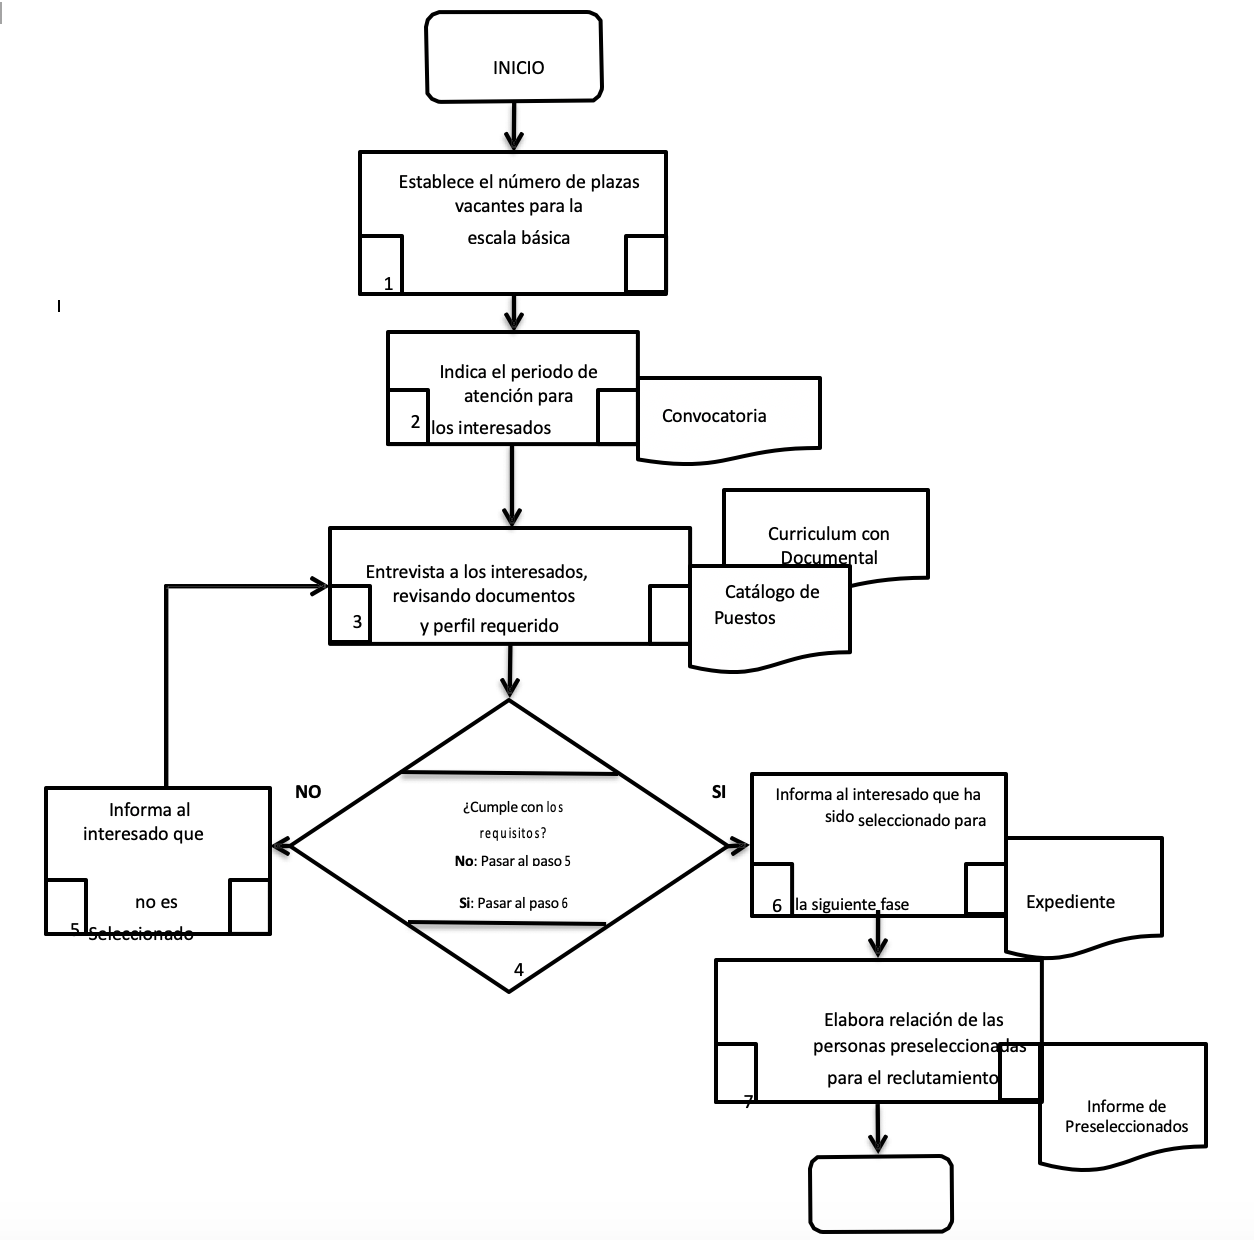 INICIO
Establece el número de plazas
vacantes para la
escala básica
1
Indica el periodo de
atención para
2
los interesados
Convocatoria
Curriculum con
Documental
Entrevista a los interesados,
revisando documentos
3
y perfil requerido
Catálogo de
Puestos
NO
SI
¿Cumple con los
requisitos?
No: Pasar al paso 5
Si: Pasar al paso 6
4
Informa al
interesado que
no es
5
Seleccionado
Informa al interesado que ha
sido seleccionado para
6
la siguiente fase
Expediente
Elabora relación de las
personas preseleccionadas
para el reclutamiento
7
Informe de
Preseleccionados